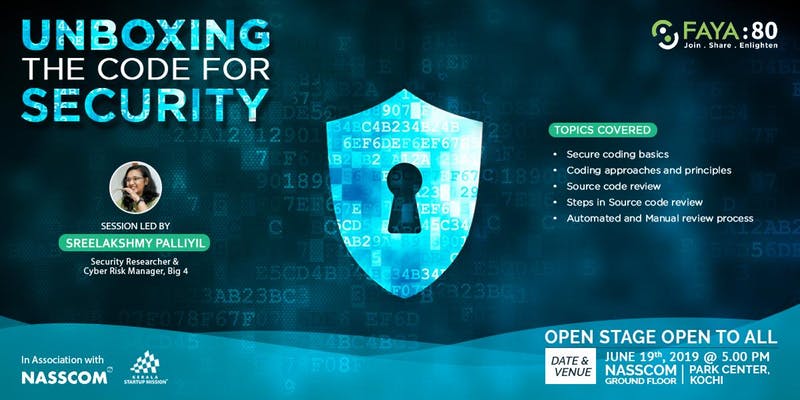 UNBOXING
THE CODE FOR
SECURITY
FAYA:80
Join . Share . Enlighten
SESSION LED BY
SREELAKSHMY PALLIYIL
Security Researcher &
Cyber Risk Manager, Big 4
TOPICS COVERED
• Secure coding basics
• Coding approaches and principles
• Source code review
• Steps in Source code review
• Automated and Manual review process
In Association with
NASSCOM
KERALA
STARTUP MISSION
OPEN STAGE OPEN TO ALL
DATE &
VENUE
JUNE 19th, 2019 @ 5.00 PM
NASSCOM
GROUND FLOOR
PARK CENTER,
KOCHI